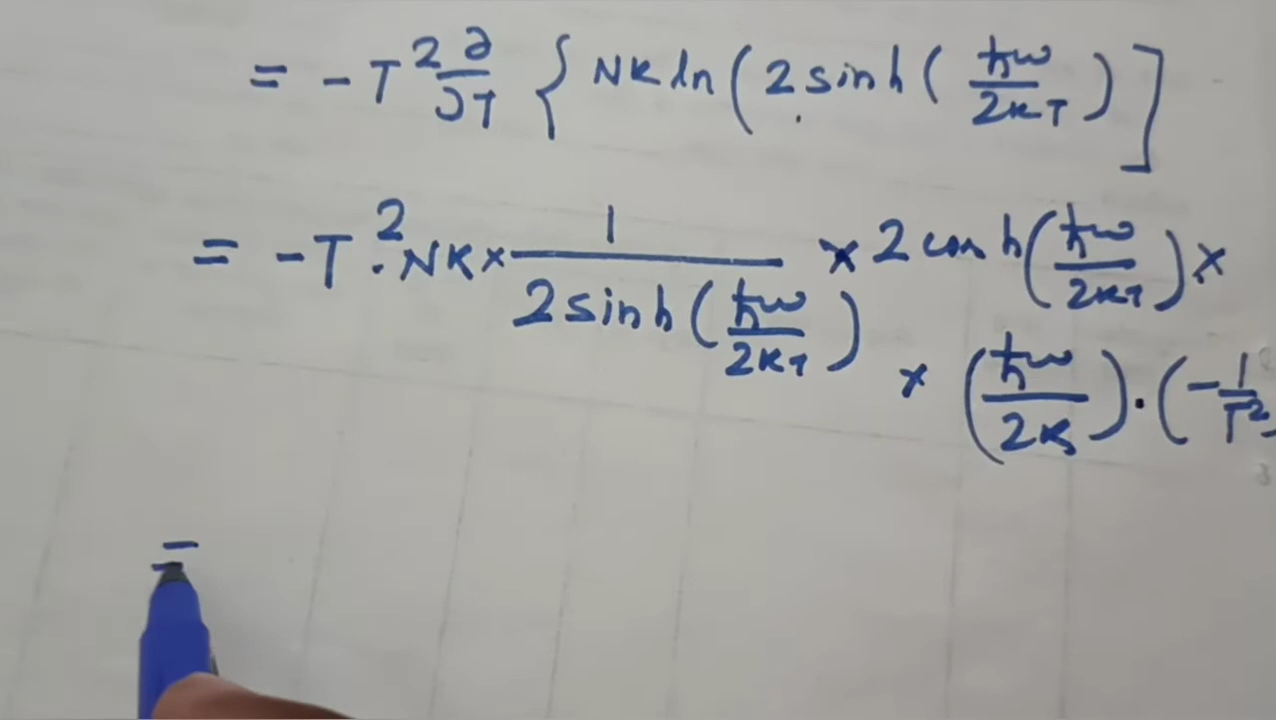 = - T² ∂/∂T { NK ln ( 2 sinh ( ħω/2KT ) ]
= - T². NK × 1/2 sinh ( ħω/2KT ) × 2 cosh ( ħω/2KT ) ×
× ( ħω/2K ) · ( - 1/T²
=